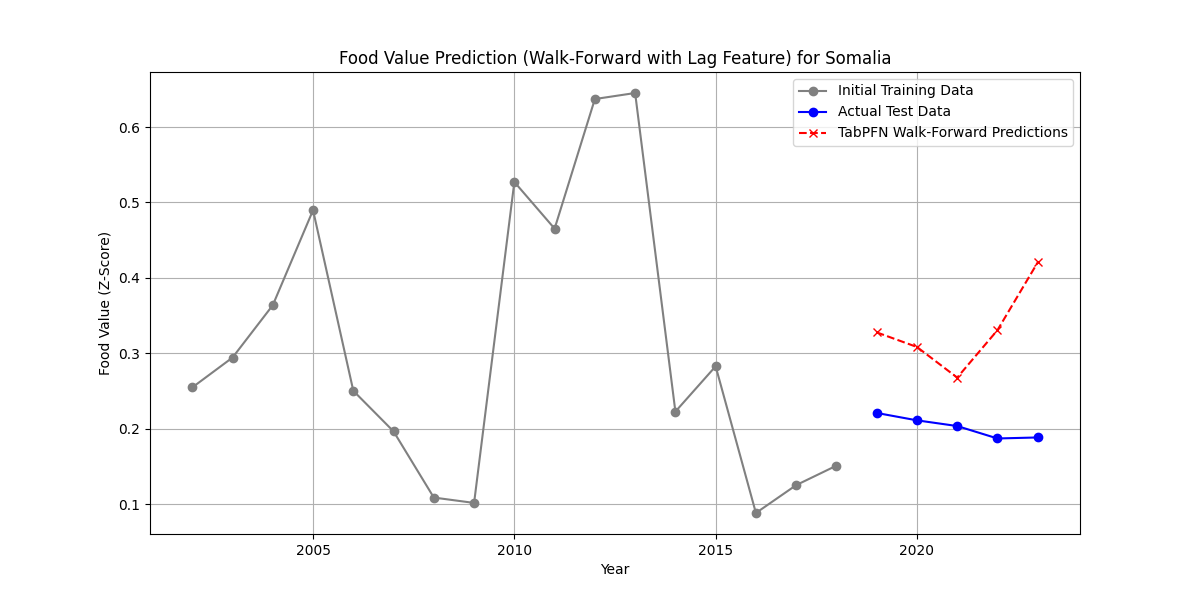 Food Value Prediction (Walk-Forward with Lag Feature) for Somalia
Initial Training Data
Actual Test Data
TabPFN Walk-Forward Predictions
Food Value (Z-Score)
0.6
0.5
0.4
0.3
0.2
0.1
2005 2010 2015 2020
Year